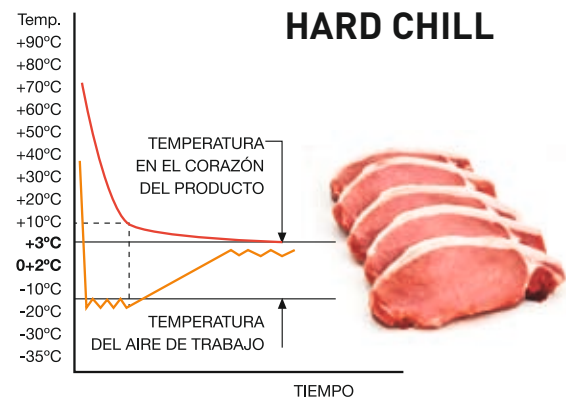 HARD CHILL
Temp.
+90ºC
+80ºC
+70ºC
+60ºC
+50ºC
+40ºC
+30ºC
+20ºC
+10ºC
+3ºC
0+2ºC
-10ºC
-20ºC
-30ºC
-35ºC
TEMPERATURA
EN EL CORAZÓN
DEL PRODUCTO
TEMPERATURA
DEL AIRE DE TRABAJO
TIEMPO